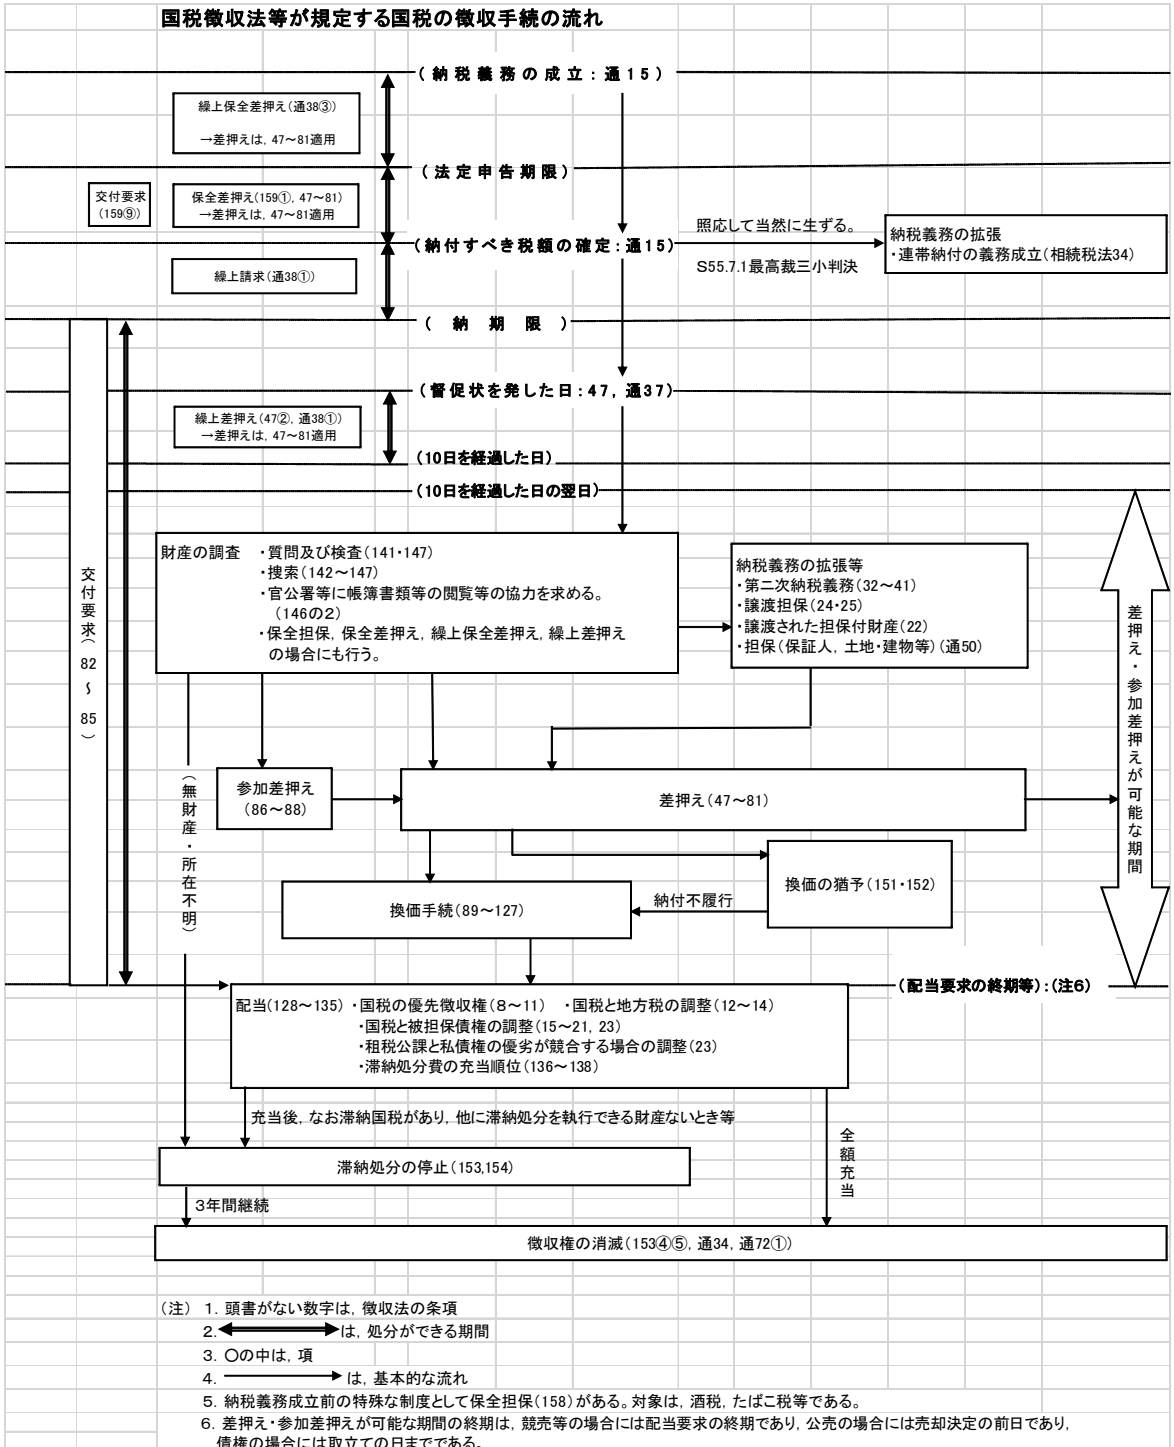 国税徴収法等が規定する国税の徴収手続の流れ
（納税義務の成立：通15）
繰上保全差押え（通38③）
→差押えは，47～81適用
（法定申告期限）
交付要求
（159⑨）
保全差押え（159①，47～81）
→差押えは，47～81適用
照応して当然に生ずる。
（納付すべき税額の確定：通15）
S55.7.1最高裁三小判決
納税義務の拡張
・連帯納付の義務成立（相続税法34）
繰上請求（通38①）
（納期限）
（督促状を発した日：47，通37）
繰上差押え（47②，通38①）
→差押えは，47～81適用
（10日を経過した日）
（10日を経過した日の翌日）
交付要求（82～85）
財産の調査　・質問及び検査（141・147）
・捜索（142～147）
・官公署等に帳簿書類等の閲覧等の協力を求める。
（146の2）
・保全担保，保全差押え，繰上保全差押え，繰上差押え
の場合にも行う。
納税義務の拡張等
・第二次納税義務（32～41）
・譲渡担保（24・25）
・譲渡された担保付財産（22）
・担保（保証人，土地・建物等）（通50）
差押え・参加差押えが可能な期間
（無財産・所在不明）
参加差押え
（86～88）
差押え（47～81）
換価の猶予（151・152）
納付不履行
換価手続（89～127）
（配当要求の終期等）：（注6）
配当（128～135）・国税の優先徴収権（8～11）　・国税と地方税の調整（12～14）
・国税と被担保債権の調整（15～21，23）
・租税公課と私債権の優劣が競合する場合の調整（23）
・滞納処分費の充当順位（136～138）
充当後，なお滞納国税があり，他に滞納処分を執行できる財産ないとき等
全額充当
滞納処分の停止（153,154）
3年間継続
徴収権の消滅（153④⑤，通34，通72①）
（注）　1．頭書がない数字は，徴収法の条項
2．は，処分ができる期間
3．〇の中は，項
4．は，基本的な流れ
5．納税義務成立前の特殊な制度として保全担保（158）がある。対象は，酒税，たばこ税等である。
6．差押え・参加差押えが可能な期間の終期は，競売等の場合には配当要求の終期であり，公売の場合には売却決定の前日であり，
債権の場合には取立ての日までである。